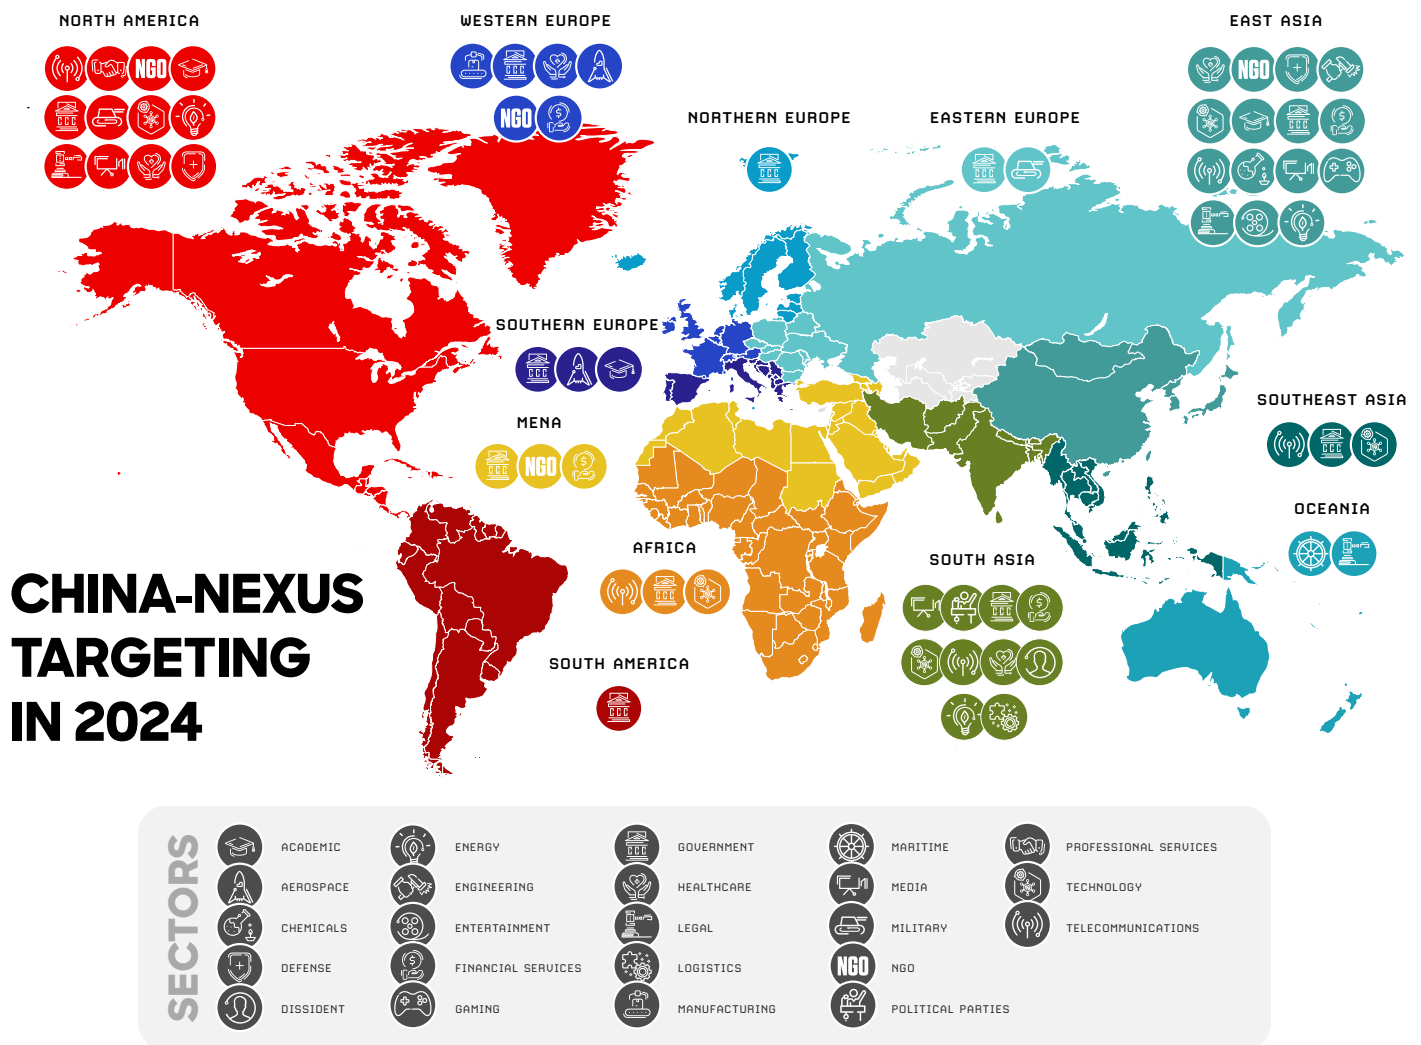 NORTH AMERICA
NGO
WESTERN EUROPE
NGO
NORTHERN EUROPE
EASTERN EUROPE
EAST ASIA
NGO
SOUTHERN EUROPE
MENA
NGO
SOUTHEAST ASIA
OCEANIA
AFRICA
SOUTH ASIA
SOUTH AMERICA
CHINA-NEXUS
TARGETING
IN 2024
SECTORS
ACADEMIC
AEROSPACE
CHEMICALS
DEFENSE
DISSIDENT
ENERGY
ENGINEERING
ENTERTAINMENT
FINANCIAL SERVICES
GAMING
GOVERNMENT
HEALTHCARE
LEGAL
LOGISTICS
MANUFACTURING
MARITIME
MEDIA
MILITARY
NGO NGO
POLITICAL PARTIES
PROFESSIONAL SERVICES
TECHNOLOGY
TELECOMMUNICATIONS